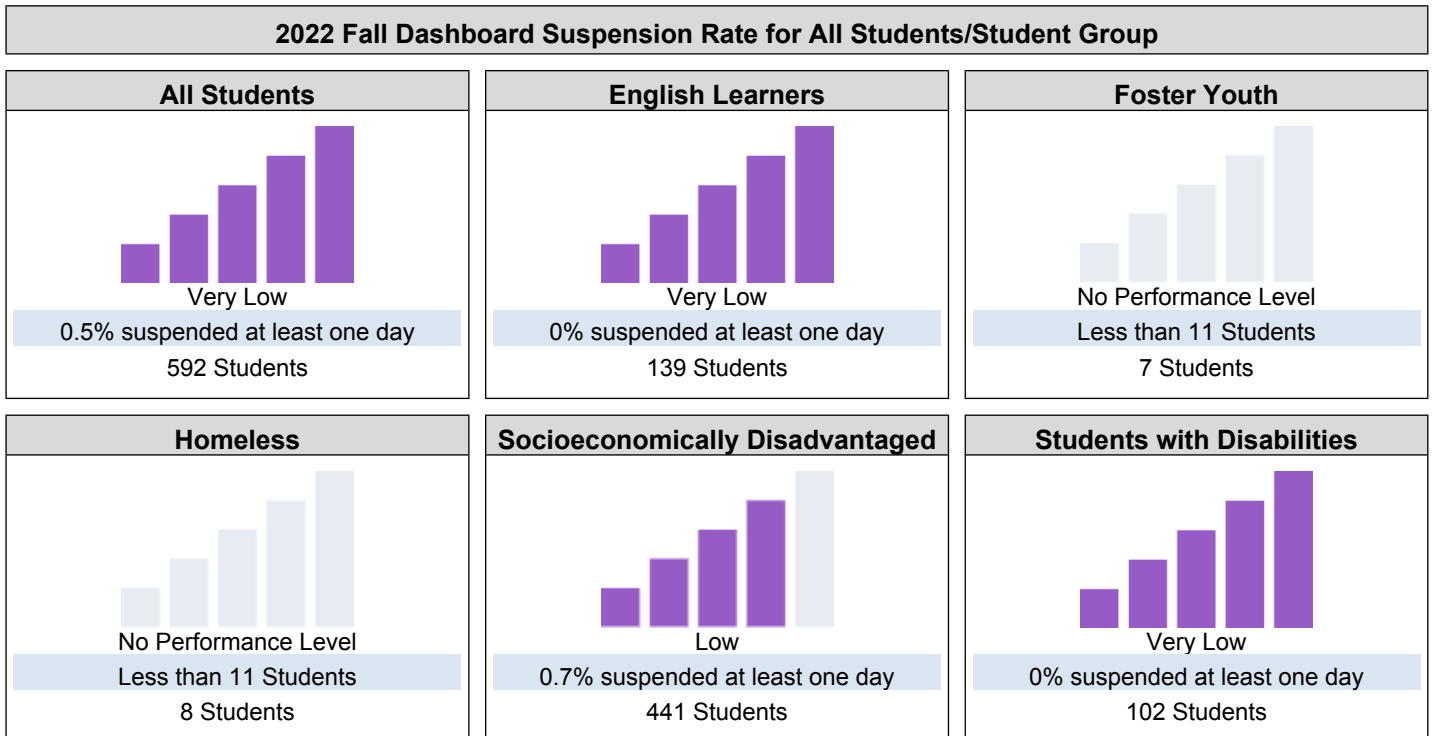 2022 Fall Dashboard Suspension Rate for All Students/Student Group
All Students
Very Low
0.5% suspended at least one day
592 Students
English Learners
Very Low
0% suspended at least one day
139 Students
Foster Youth
No Performance Level
Less than 11 Students
7 Students
Homeless
No Performance Level
Less than 11 Students
8 Students
Socioeconomically Disadvantaged
Low
0.7% suspended at least one day
441 Students
Students with Disabilities
Very Low
0% suspended at least one day
102 Students